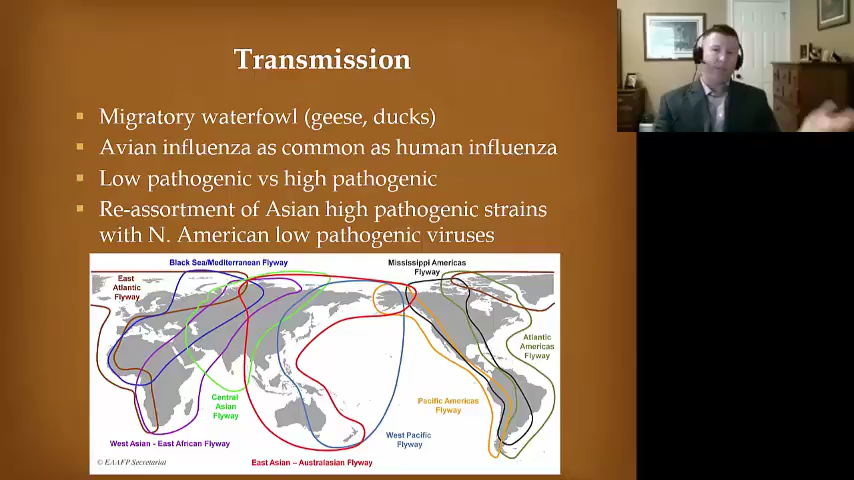 Transmission
Migratory waterfowl (geese, ducks)
Avian influenza as common as human influenza
Low pathogenic vs high pathogenic
Re-assortment of Asian high pathogenic strains
with N. American low pathogenic viruses
Black Sea/Mediterranean Flyway
Mississippi Americas
Flyway
East
Atlantic
Flyway
Atlantic
Americas
Flyway
Central
Asian
Flyway
Pacific Americas
Flyway
West Pacific
Flyway
West Asian - East African Flyway
East Asian – Australasian Flyway
© EAAFP Secretariat